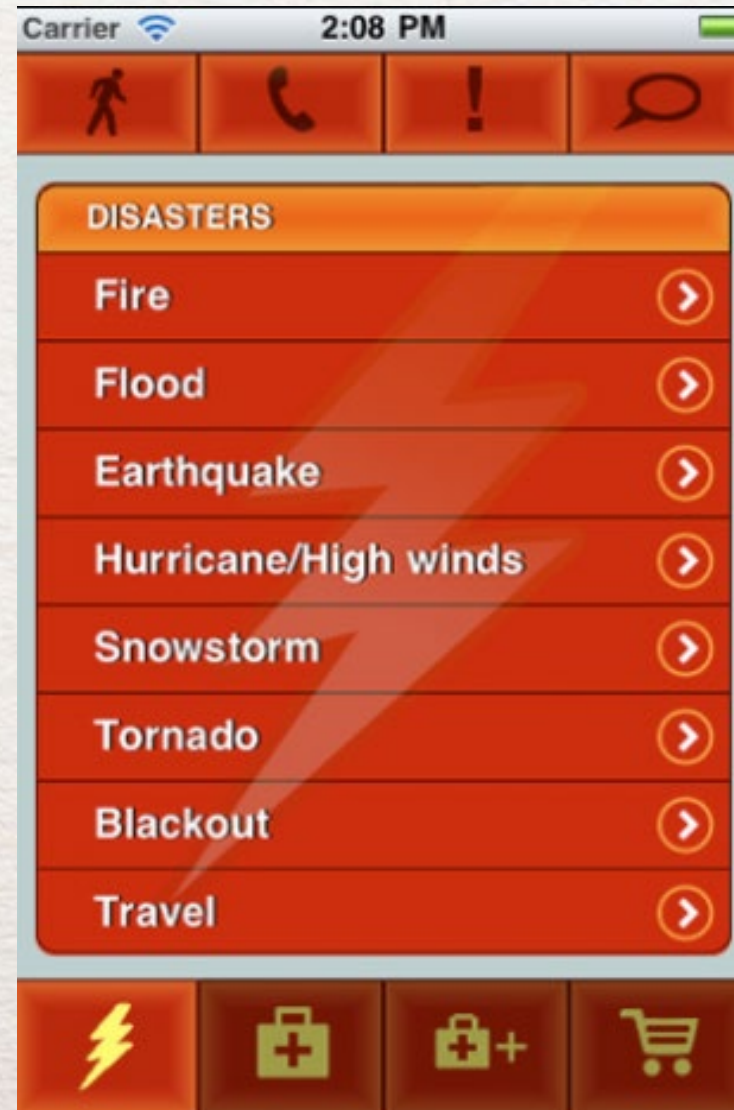 Carrier 2:08 PM
DISASTERS
Fire
Flood
Earthquake
Hurricane/High winds
Snowstorm
Tornado
Blackout
Travel